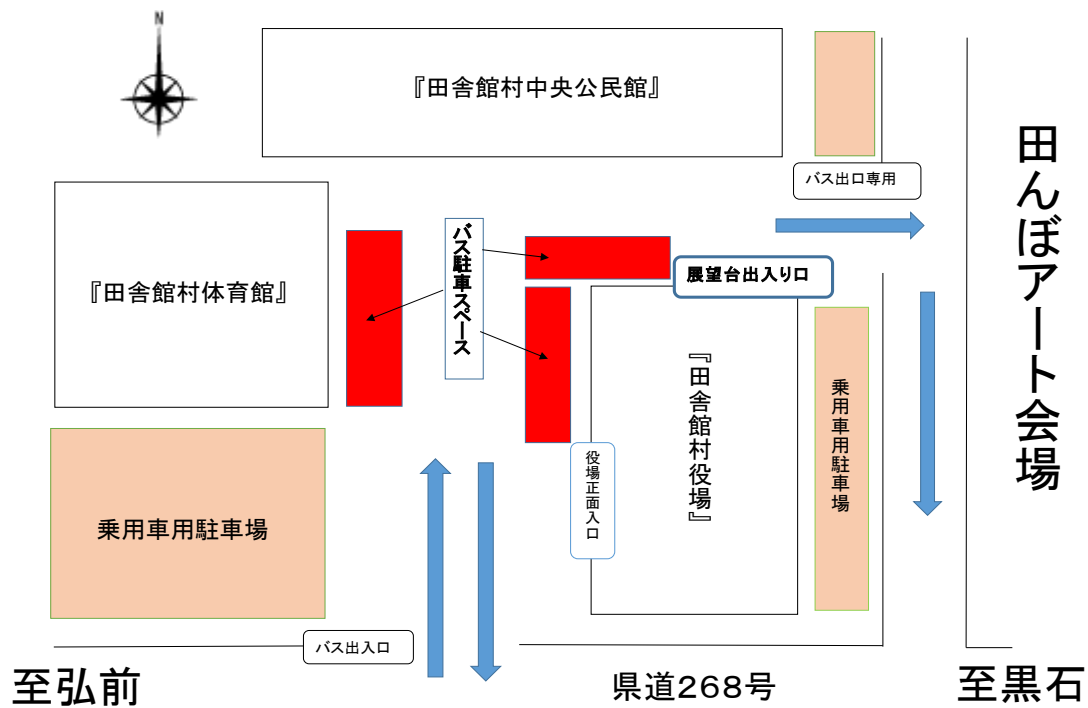 N
『田舎館村中央公民館』
バス出口専用
田んぼアート会場
『田舎館村体育館』
バス駐車スペース
展望台出入り口
『田舎館村役場』
乗用車用駐車場
役場正面入口
乗用車用駐車場
バス出入口
至弘前
県道268号
至黒石